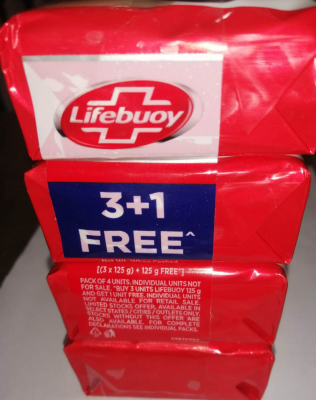 Lifebuoy
3+1
FREE^
[(3 x 125 g) + 125 g FREE*]
PACK OF 4 UNITS. INDIVIDUAL UNITS NOT
FOR SALE. *BUY 3 UNITS LIFEBUOY 125 g
AND GET 1 UNIT FREE. INDIVIDUAL UNITS
NOT AVAILABLE FOR RETAIL SALE.
LIMITED STOCKS OFFER. AVAILABLE IN
SELECT STATES / CITIES / OUTLETS ONLY.
STOCKS WITHOUT THIS OFFER ARE
ALSO AVAILABLE. FOR COMPLETE
DECLARATIONS SEE INDIVIDUAL PACKS.